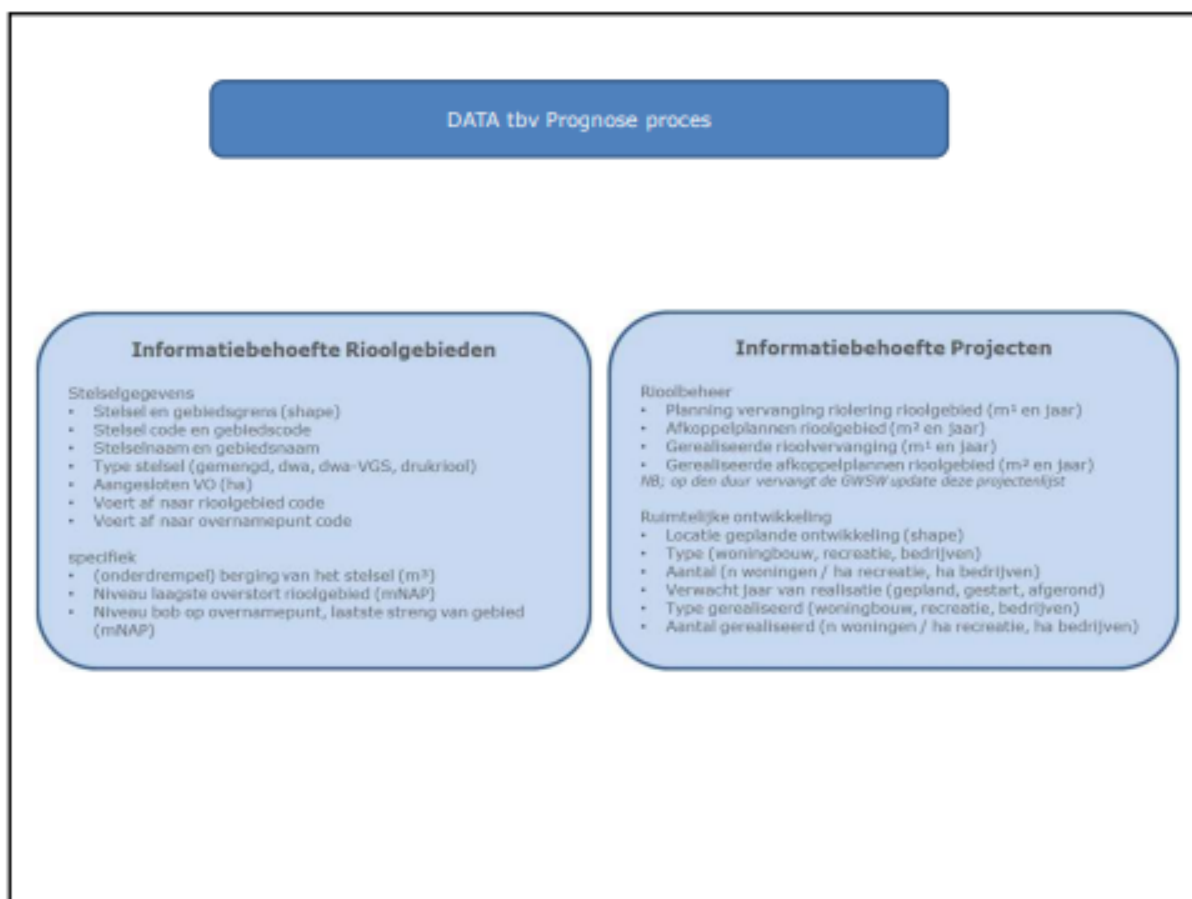 DATA tbv Prognose proces
Informatiebehoefte Rioolgebieden
Stelselgegevens
• Stelsel en gebiedsgrens (shape)
• Stelsel code en gebiedscode
• Stelselnaam en gebiedsnaam
• Type stelsel (gemengd, dwa, dwa-VGS, drukriool)
• Aangesloten VO (ha)
• Voert af naar rioolgebied code
• Voert af naar overnamepunt code
specifiek
• (onderdrempel) berging van het stelsel (m³)
• Niveau laagste overstort rioolgebied (mNAP)
• Niveau bob op overnamepunt, laatste streng van gebied
(mNAP)
Informatiebehoefte Projecten
Rioolbeheer
• Planning vervanging riolering rioolgebied (m¹ en jaar)
• Afkoppelplannen rioolgebied (m² en jaar)
• Gerealiseerde rioolvervanging (m¹ en jaar)
• Gerealiseerde afkoppelplannen rioolgebied (m² en jaar)
NB; op den duur vervangt de GWSW update deze projectenlijst
Ruimtelijke ontwikkeling
• Locatie geplande ontwikkeling (shape)
• Type (woningbouw, recreatie, bedrijven)
• Aantal (n woningen / ha recreatie, ha bedrijven)
• Verwacht jaar van realisatie (gepland, gestart, afgerond)
• Type gerealiseerd (woningbouw, recreatie, bedrijven)
• Aantal gerealiseerd (n woningen / ha recreatie, ha bedrijven)